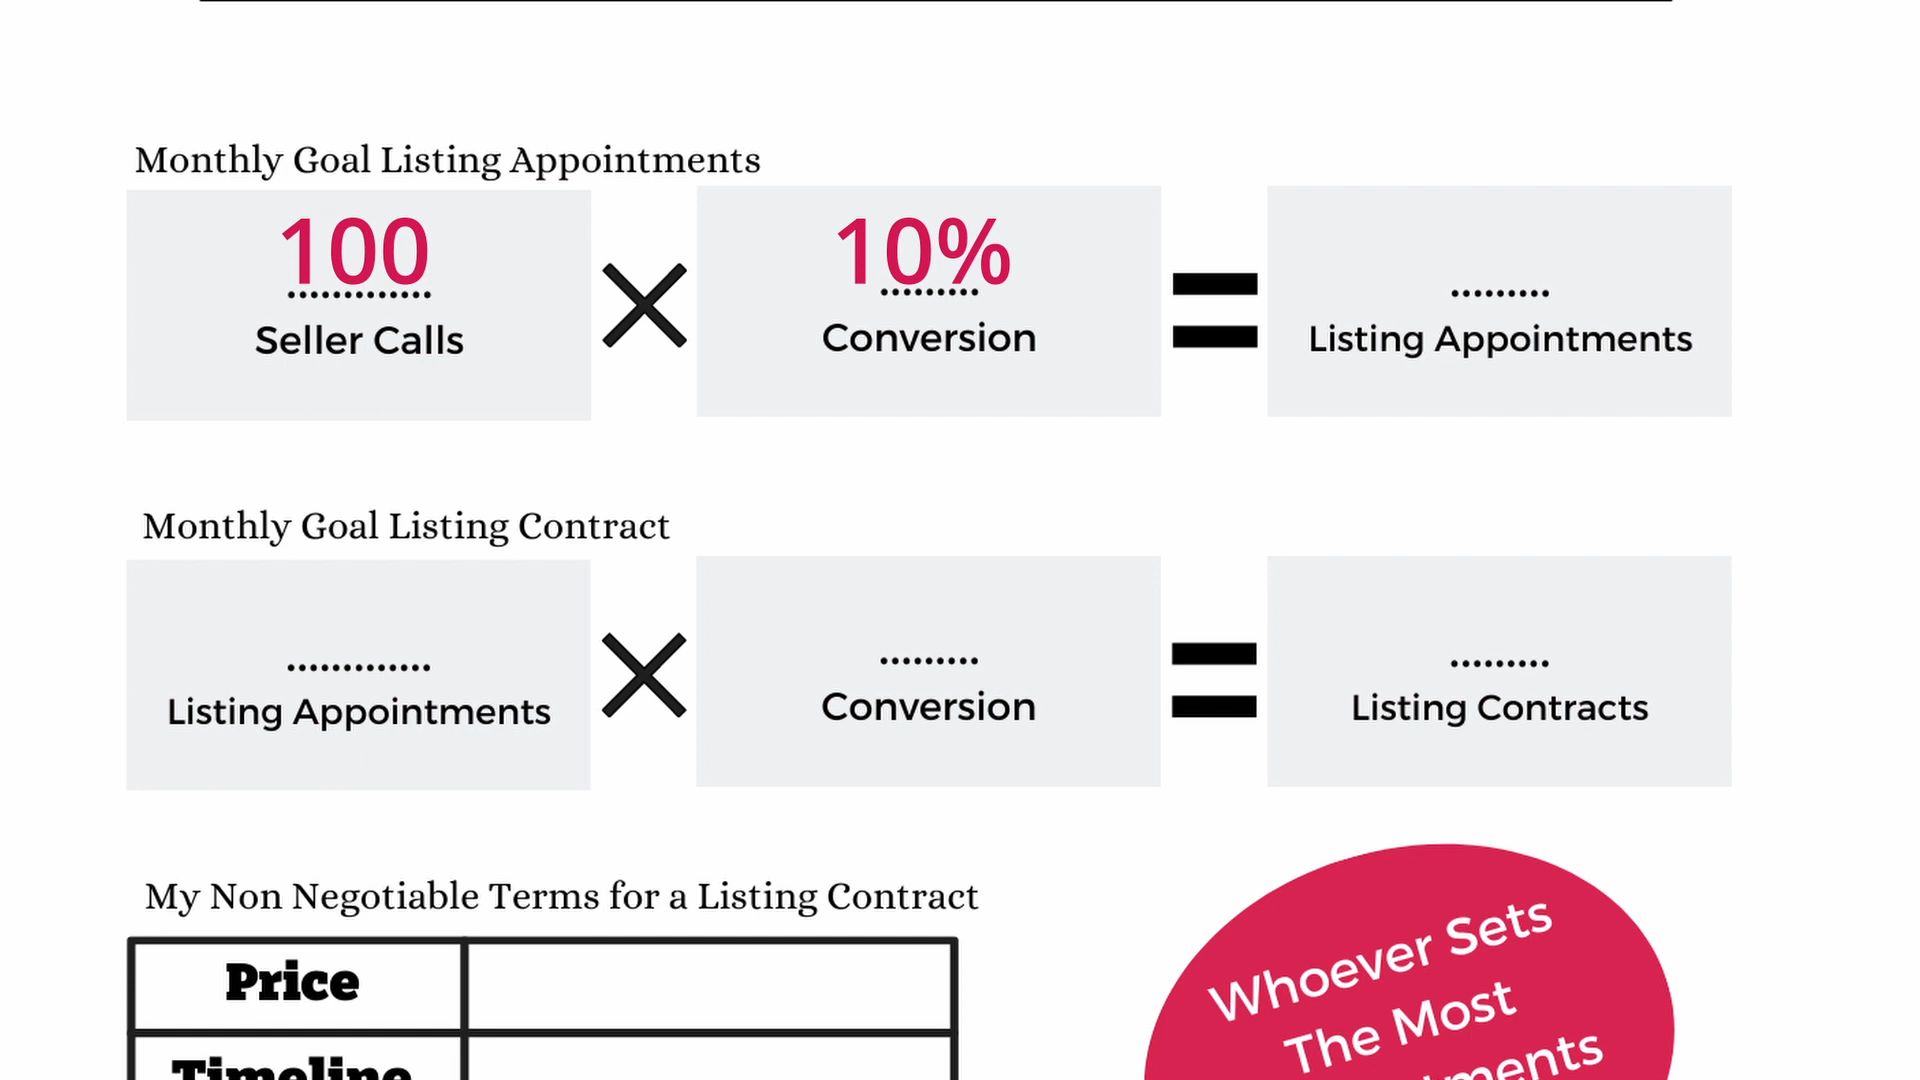 Monthly Goal Listing Appointments
100
Seller Calls
10%
Conversion
=
.........
Listing Appointments
Monthly Goal Listing Contract
.............
Listing Appointments
.........
Conversion
=
.........
Listing Contracts
My Non Negotiable Terms for a Listing Contract
Price
Timeline
Whoever Sets
The Most